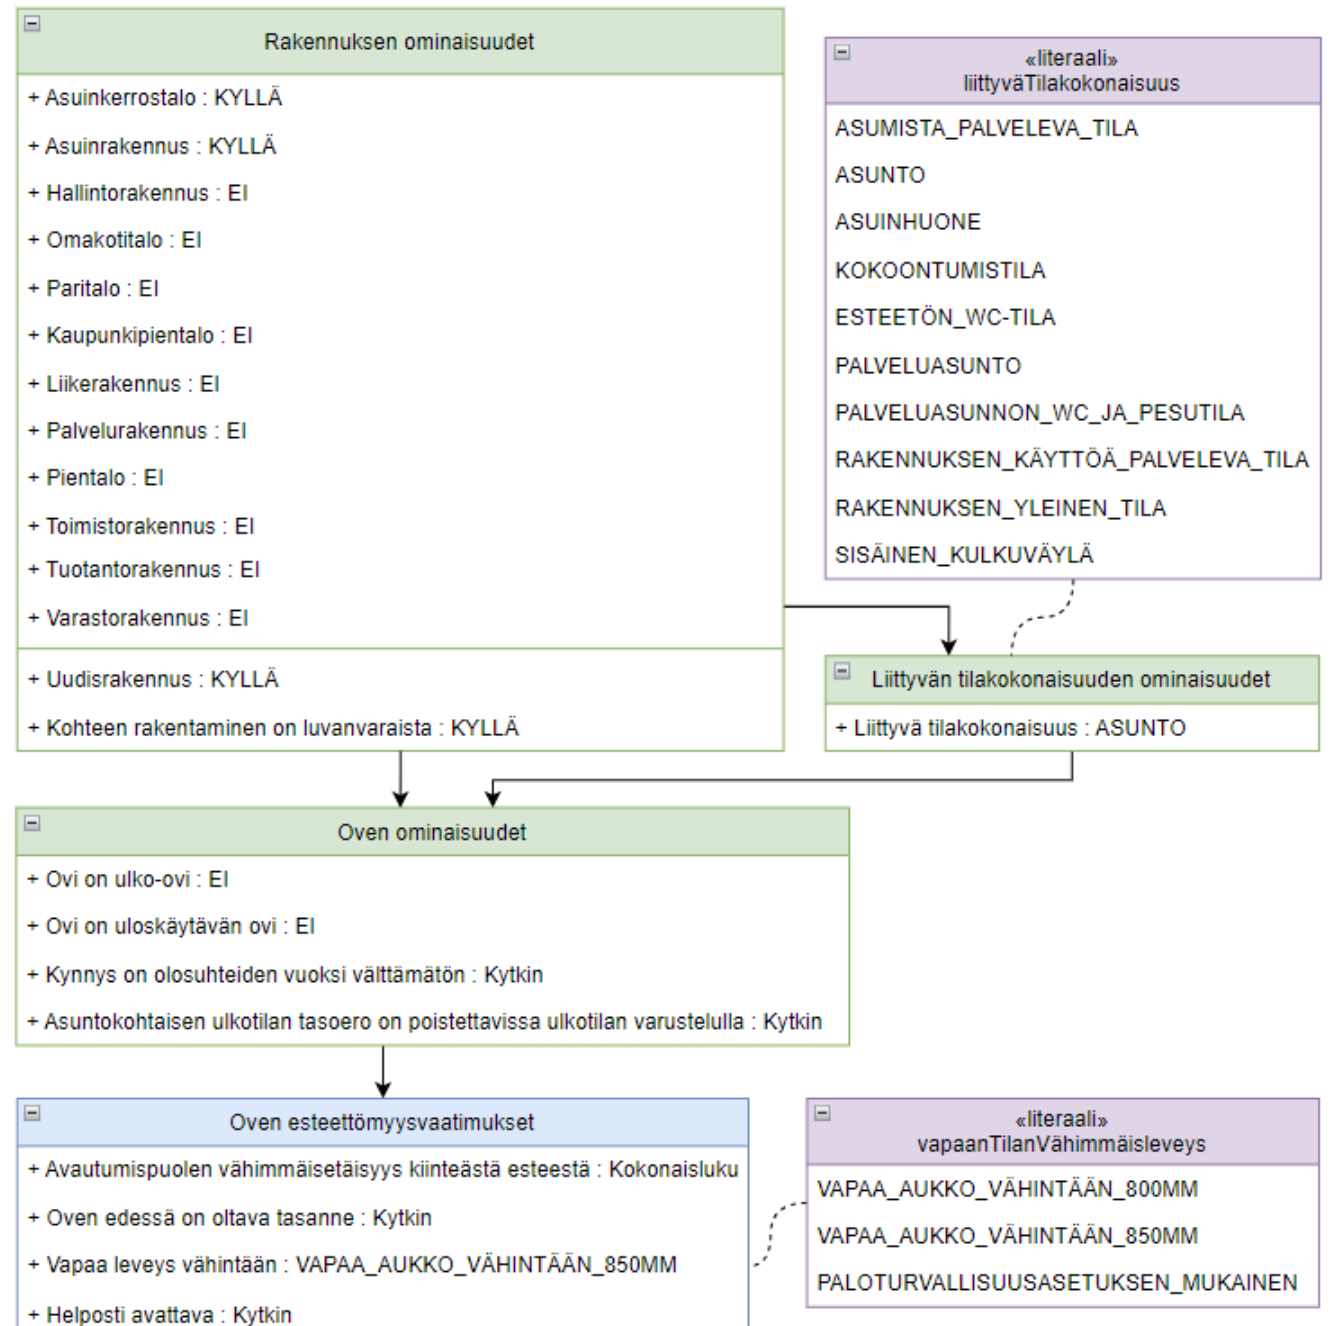 Rakennuksen ominaisuudet
+ Asuinkerrostalo : KYLLÄ
+ Asuinrakennus : KYLLÄ
+ Hallintorakennus : EI
+ Omakotitalo : EI
+ Paritalo : EI
+ Kaupunkipientalo : EI
+ Liikerakennus : EI
+ Palvelurakennus : EI
+ Pientalo : EI
+ Toimistorakennus : EI
+ Tuotantorakennus : EI
+ Varastorakennus : EI
+ Uudisrakennus : KYLLÄ
+ Kohteen rakentaminen on luvanvaraista : KYLLÄ
«literaali»
liittyväTilakokonaisuus
ASUMISTA_PALVELEVA_TILA
ASUNTO
ASUINHUONE
KOKOONTUMISTILA
ESTEETÖN_WC-TILA
PALVELUASUNTO
PALVELUASUNNON_WC_JA_PESUTILA
RAKENNUKSEN_KÄYTTÖÄ_PALVELEVA_TILA
RAKENNUKSEN_YLEINEN_TILA
SISÄINEN_KULKUVÄYLÄ
Liittyvän tilakokonaisuuden ominaisuudet
+ Liittyvä tilakokonaisuus : ASUNTO
Oven ominaisuudet
+ Ovi on ulko-ovi : EI
+ Ovi on uloskäytävän ovi : EI
+ Kynnys on olosuhteiden vuoksi välttämätön : Kytkin
+ Asuntokohtaisen ulkotilan tasoero on poistettavissa ulkotilan varustelulla : Kytkin
Oven esteettömyysvaatimukset
+ Avautumispuolen vähimmäisetäisyys kiinteästä esteestä : Kokonaisluku
+ Oven edessä on oltava tasanne : Kytkin
+ Vapaa leveys vähintään : VAPAA_AUKKO_VÄHINTÄÄN_850MM
+ Helposti avattava : Kytkin
«literaali»
vapaanTilanVähimmäisleveys
VAPAA_AUKKO_VÄHINTÄÄN_800MM
VAPAA_AUKKO_VÄHINTÄÄN_850MM
PALOTURVALLISUUSASETUKSEN_MUKAINEN